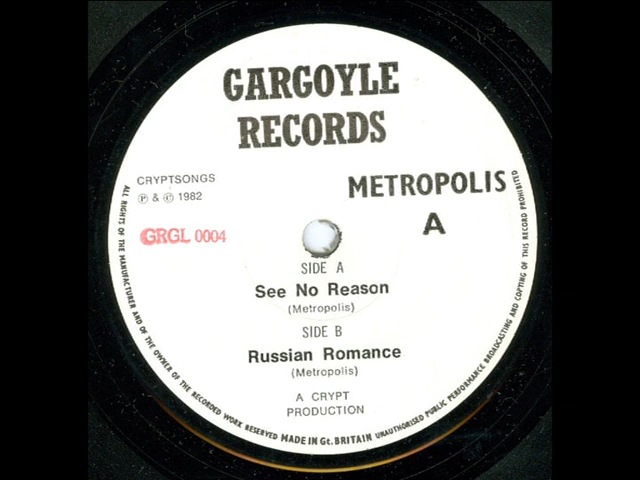 GARGOYLE
RECORDS
CRYPTSONGS
℗ & © 1982
METROPOLIS
A
GRGL 0004
SIDE A
See No Reason
(Metropolis)
SIDE B
Russian Romance
(Metropolis)
A CRYPT
PRODUCTION
ALL RIGHTS OF THE MANUFACTURER AND OF THE OWNER OF THE RECORDED WORK RESERVED MADE IN Gt. BRITAIN UNAUTHORISED PUBLIC PERFORMANCE BROADCASTING AND COPYING OF THIS RECORD PROHIBITED